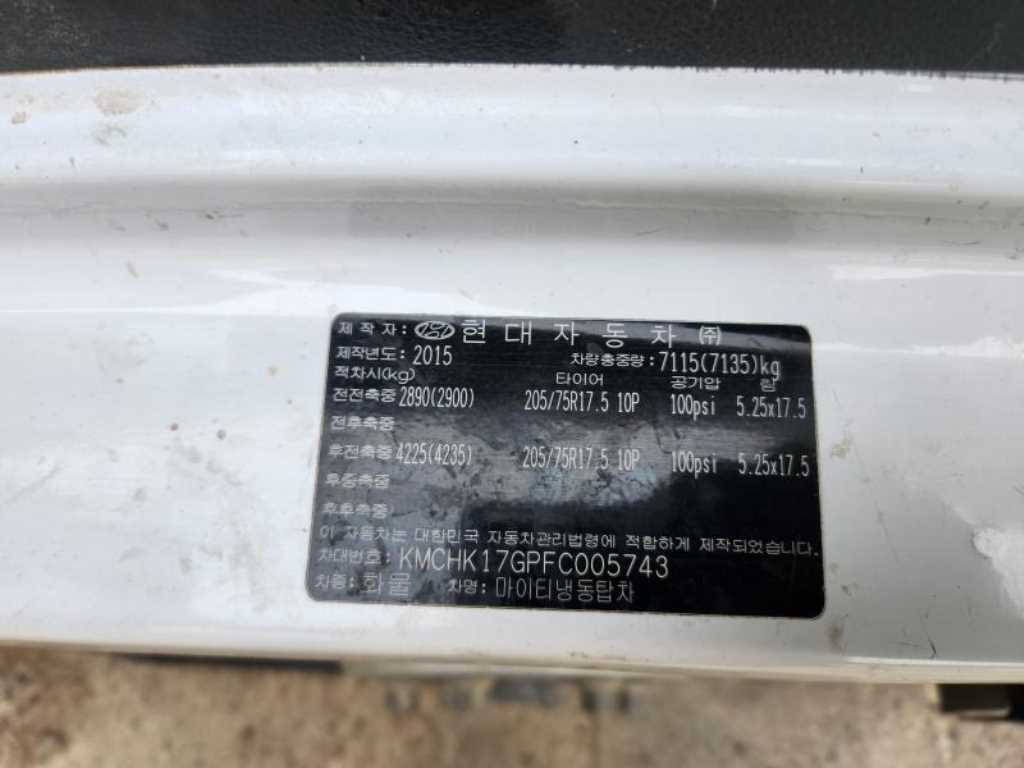 제 작 자 : 현 대 자 동 차 ㈜
제작년도: 2015 차량총중량: 7115(7135)kg
적차시(kg) 타이어 공기압 림
전전축중 2890(2900) 205/75R17.5 10P 100psi 5.25x17.5
전후축중
후전축중 4225(4235) 205/75R17.5 10P 100psi 5.25x17.5
후중축중
후후축중
이 자동차는 대한민국 자동차관리법령에 적합하게 제작되었습니다.
차대번호: KMCHK17GPFC005743
차종: 화물 차명: 마이티냉동탑차